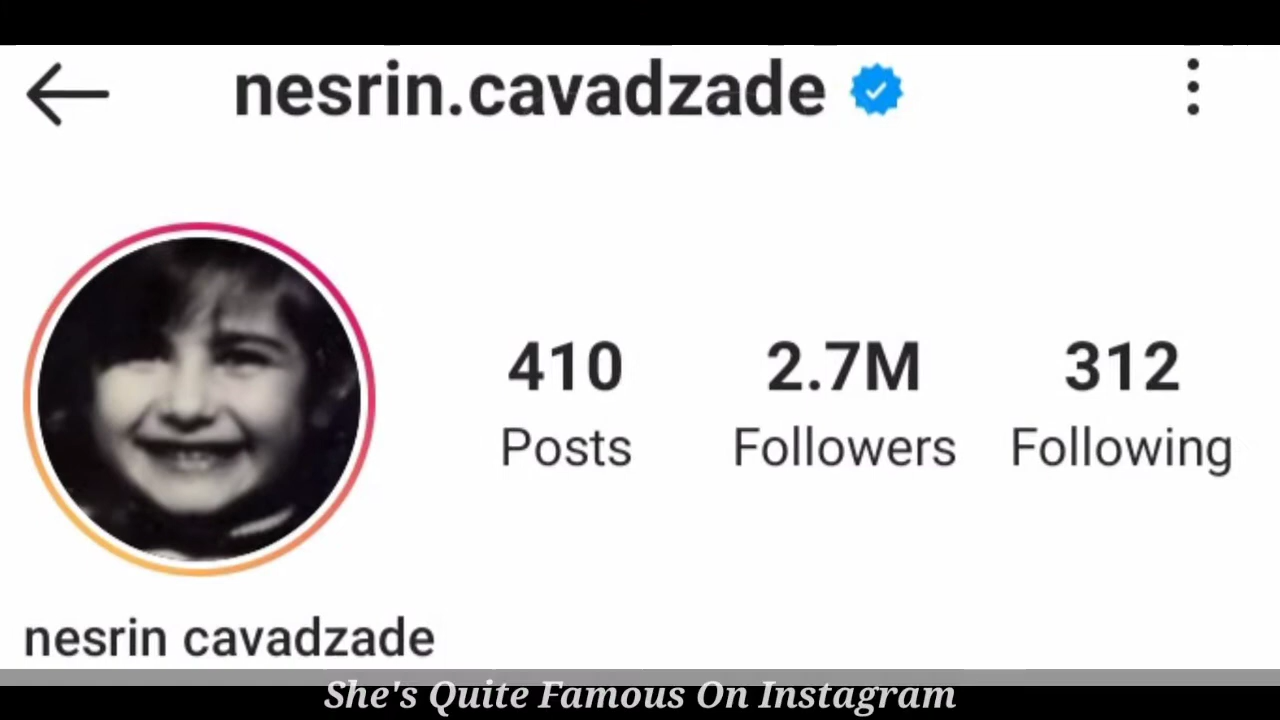 nesrin.cavadzade
410 2.7M 312
Posts Followers Following
nesrin cavadzade
She's Quite Famous On Instagram